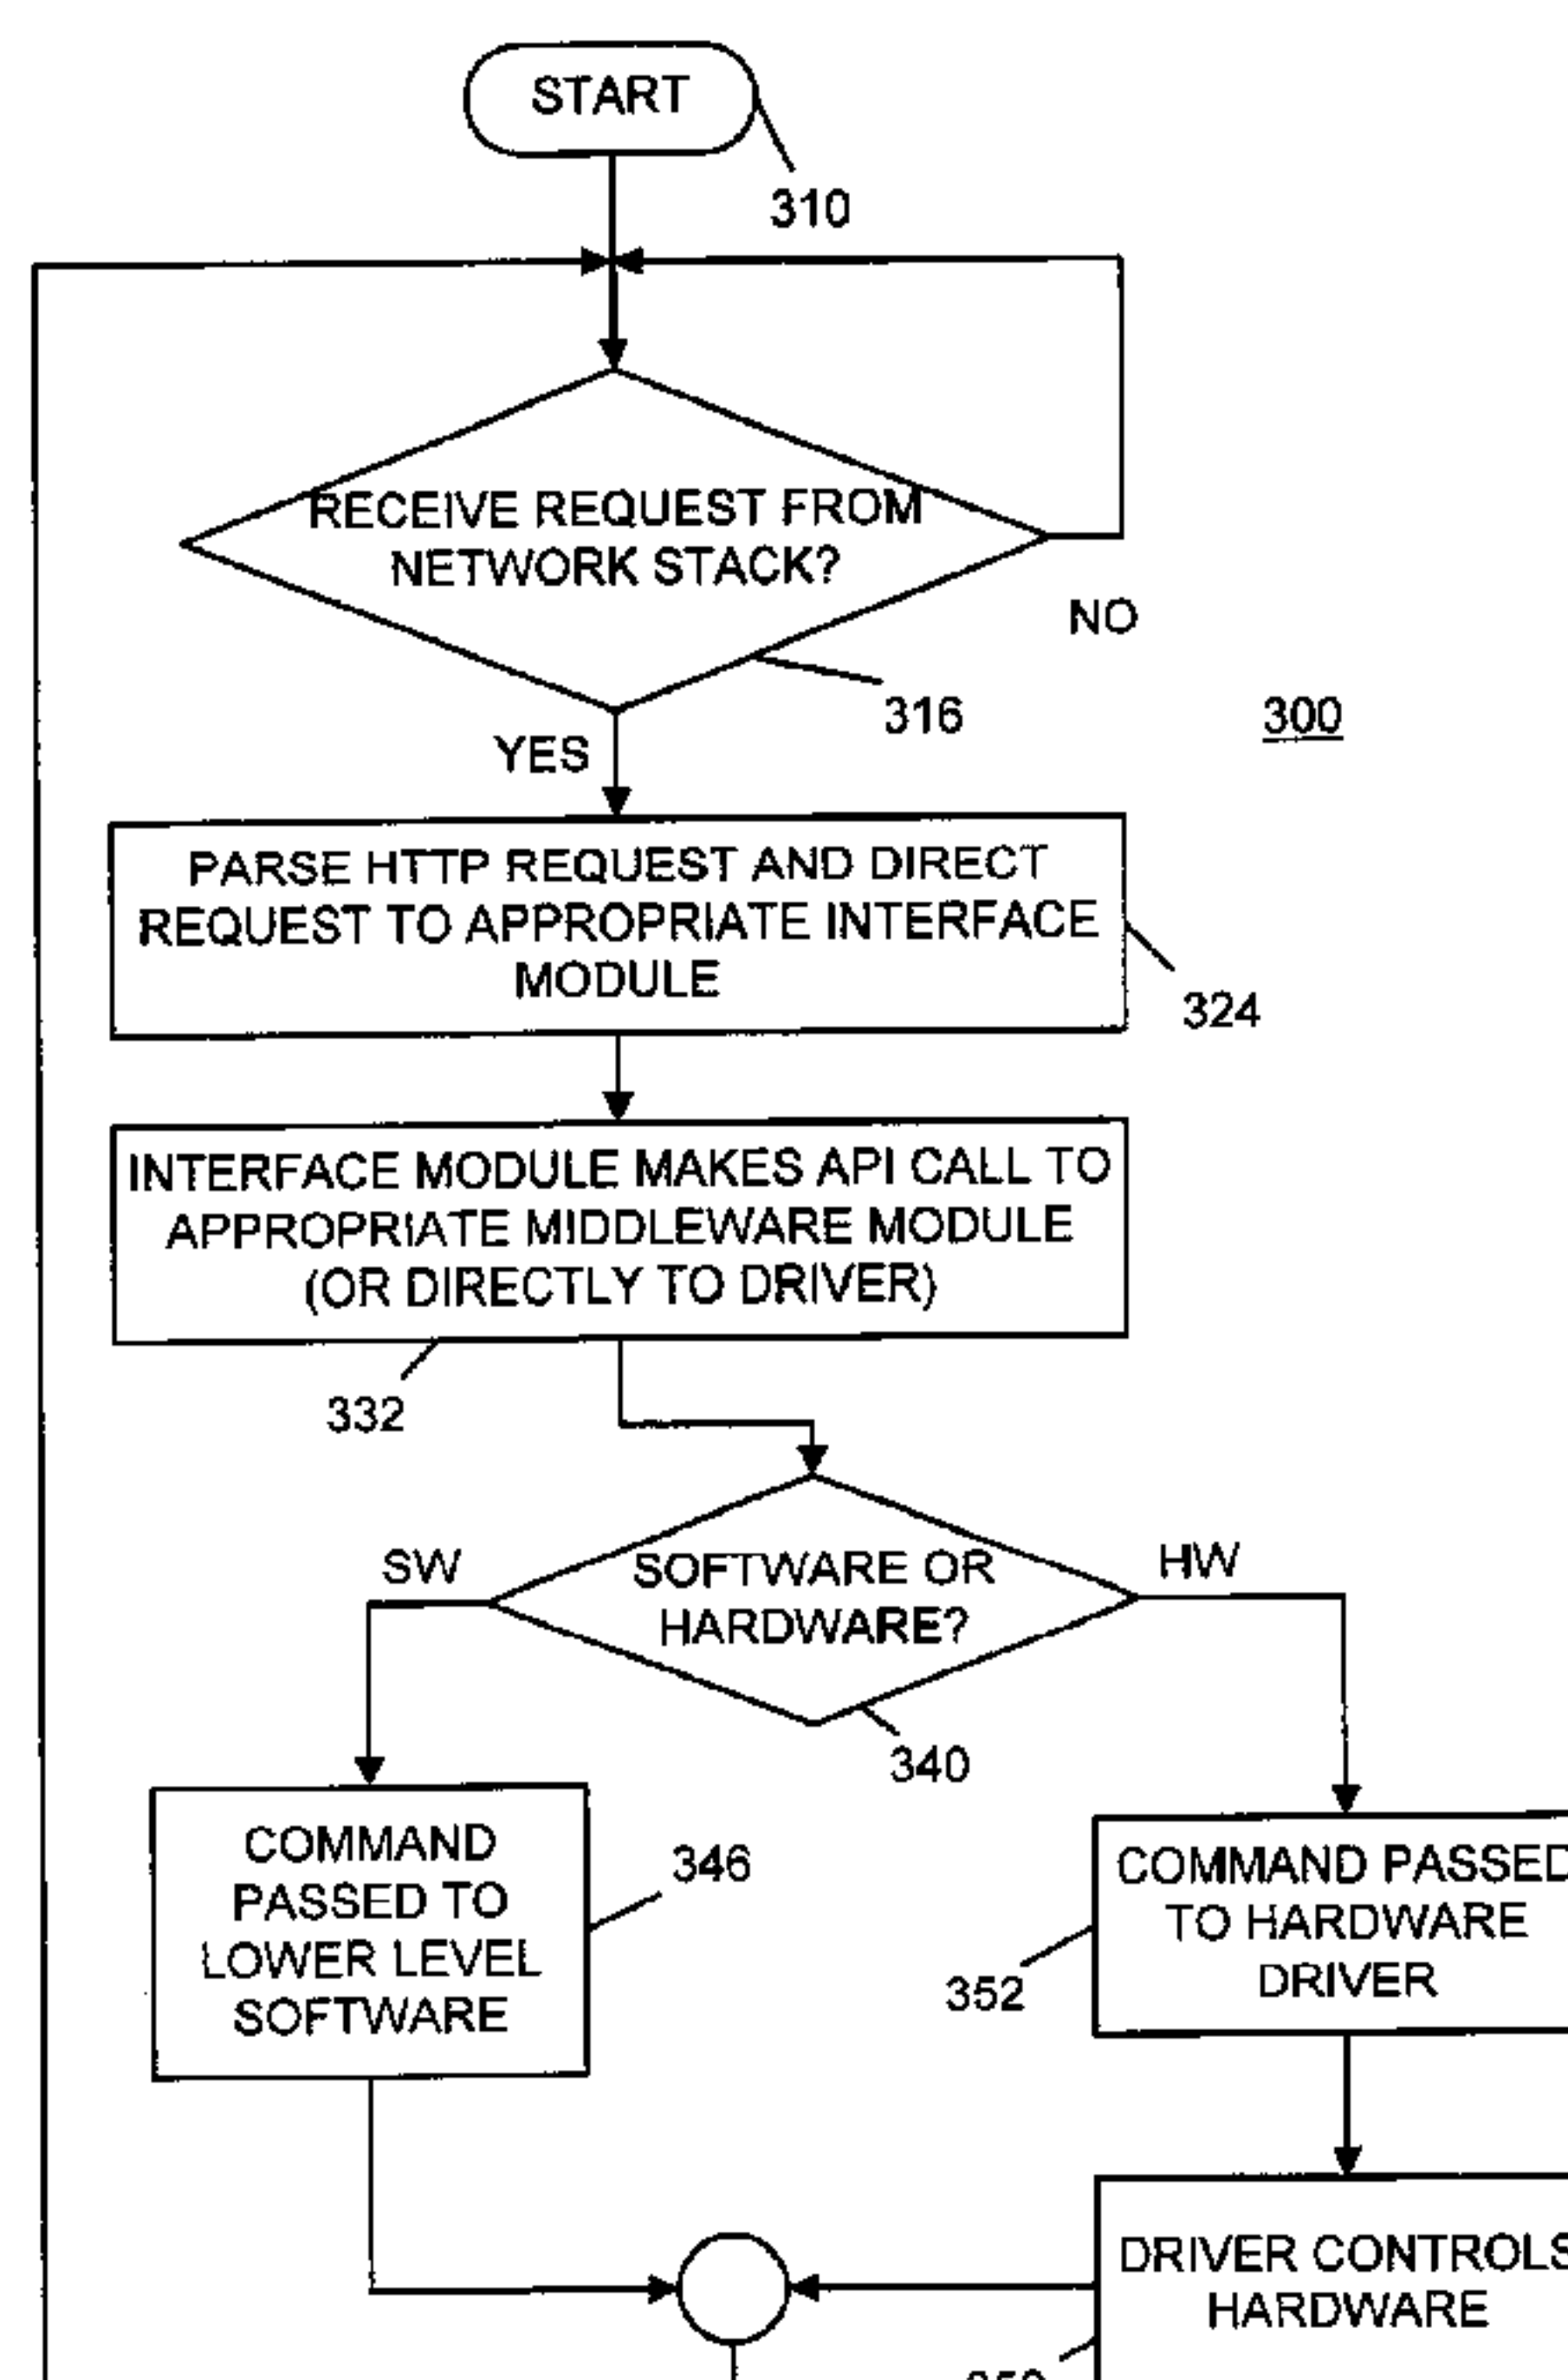 START
310
RECEIVE REQUEST FROM
NETWORK STACK?
NO
316
300
YES
PARSE HTTP REQUEST AND DIRECT
REQUEST TO APPROPRIATE INTERFACE
MODULE
324
INTERFACE MODULE MAKES API CALL TO
APPROPRIATE MIDDLEWARE MODULE
(OR DIRECTLY TO DRIVER)
332
SW
SOFTWARE OR
HARDWARE?
HW
340
COMMAND
PASSED TO
LOWER LEVEL
SOFTWARE
346
COMMAND PASSED
TO HARDWARE
DRIVER
352
DRIVER CONTROLS
HARDWARE